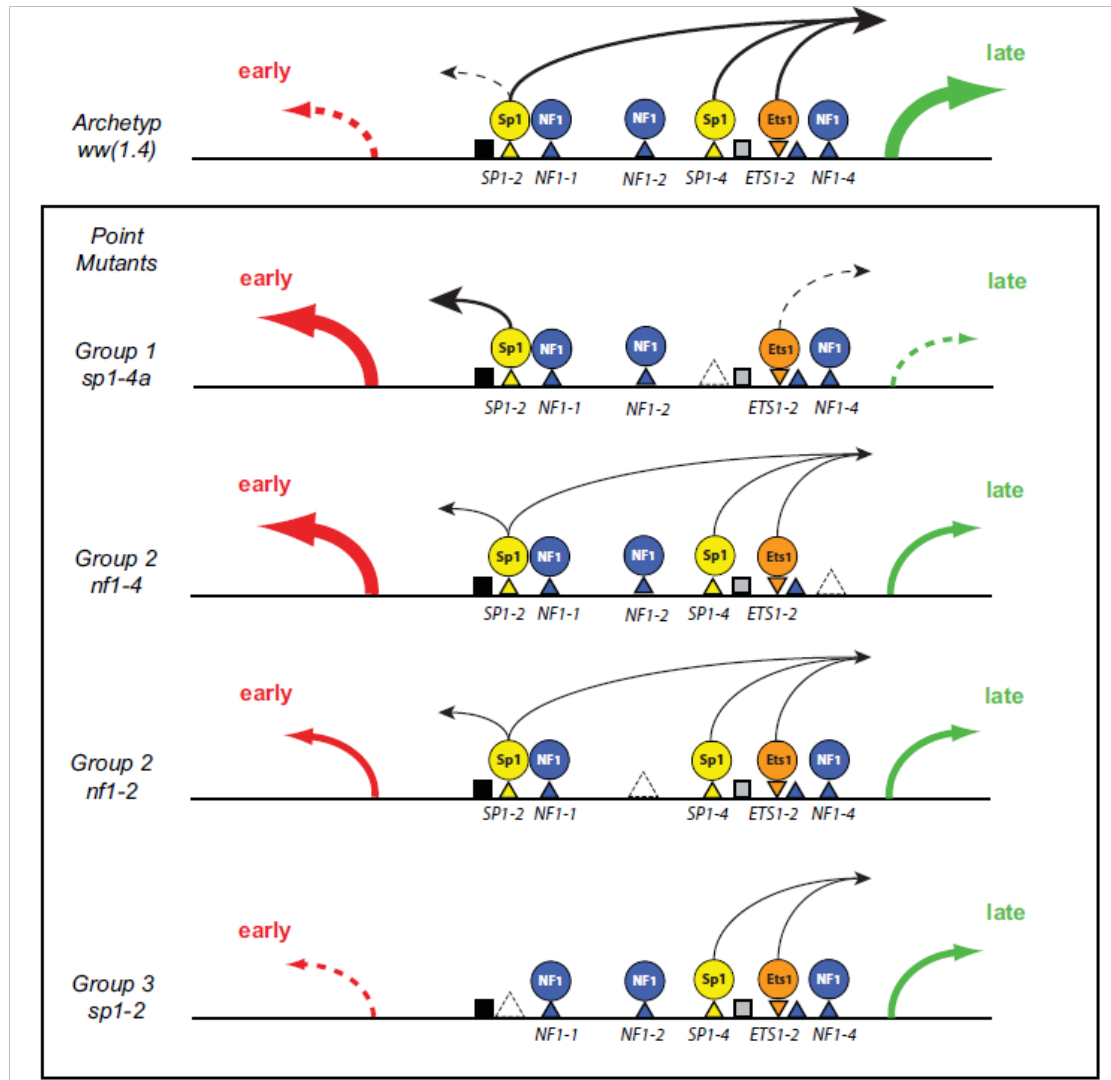 early
late
Archetyp
ww(1.4)
Sp1 NF1 NF1 Sp1 Ets1 NF1
SP1-2 NF1-1 NF1-2 SP1-4 ETS1-2 NF1-4
Point
Mutants
early
late
Group 1
sp1-4a
Sp1 NF1 NF1 Ets1 NF1
SP1-2 NF1-1 NF1-2 ETS1-2 NF1-4
early
late
Group 2
nf1-4
Sp1 NF1 NF1 Sp1 Ets1
SP1-2 NF1-1 NF1-2 SP1-4 ETS1-2
early
late
Group 2
nf1-2
Sp1 NF1 Sp1 Ets1 NF1
SP1-2 NF1-1 SP1-4 ETS1-2 NF1-4
early
late
Group 3
sp1-2
NF1 NF1 Sp1 Ets1 NF1
NF1-1 NF1-2 SP1-4 ETS1-2 NF1-4